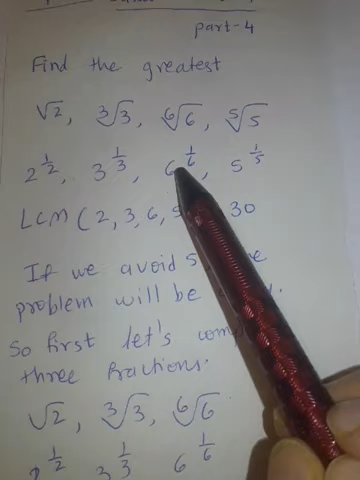 part-4
Find the greatest
√2, ∛3, ⁶√6, ⁵√5
2^(1/2), 3^(1/3), 6^(1/6), 5^(1/5)
LCM (2, 3, 6, 5 30
If we avoid 5
problem will be
So first let's
three fractions.
√2, ∛3, ⁶√6
2^(1/2) 3^(1/3) 6^(1/6)